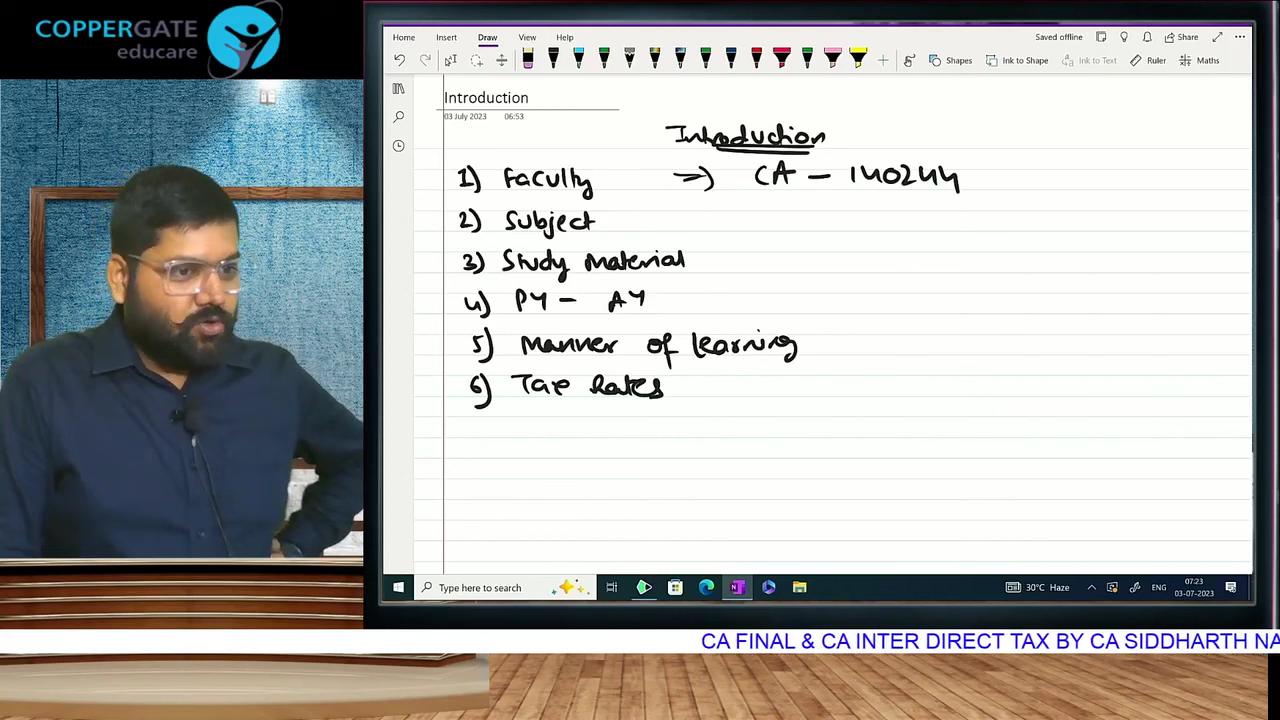 COPPERGATE
educare
Home Insert Draw View Help
Saved offline Share
Shapes Ink to Shape Ink to Text Ruler Maths
Introduction
03 July 2023 06:53
Introduction
1) Faculty => CA - 140244
2) Subject
3) Study Material
4) PY - AY
5) Manner of learning
6) Tax Rates
Type here to search
30°C Haze ENG 07:23
03-07-2023
CA FINAL & CA INTER DIRECT TAX BY CA SIDDHARTH NA